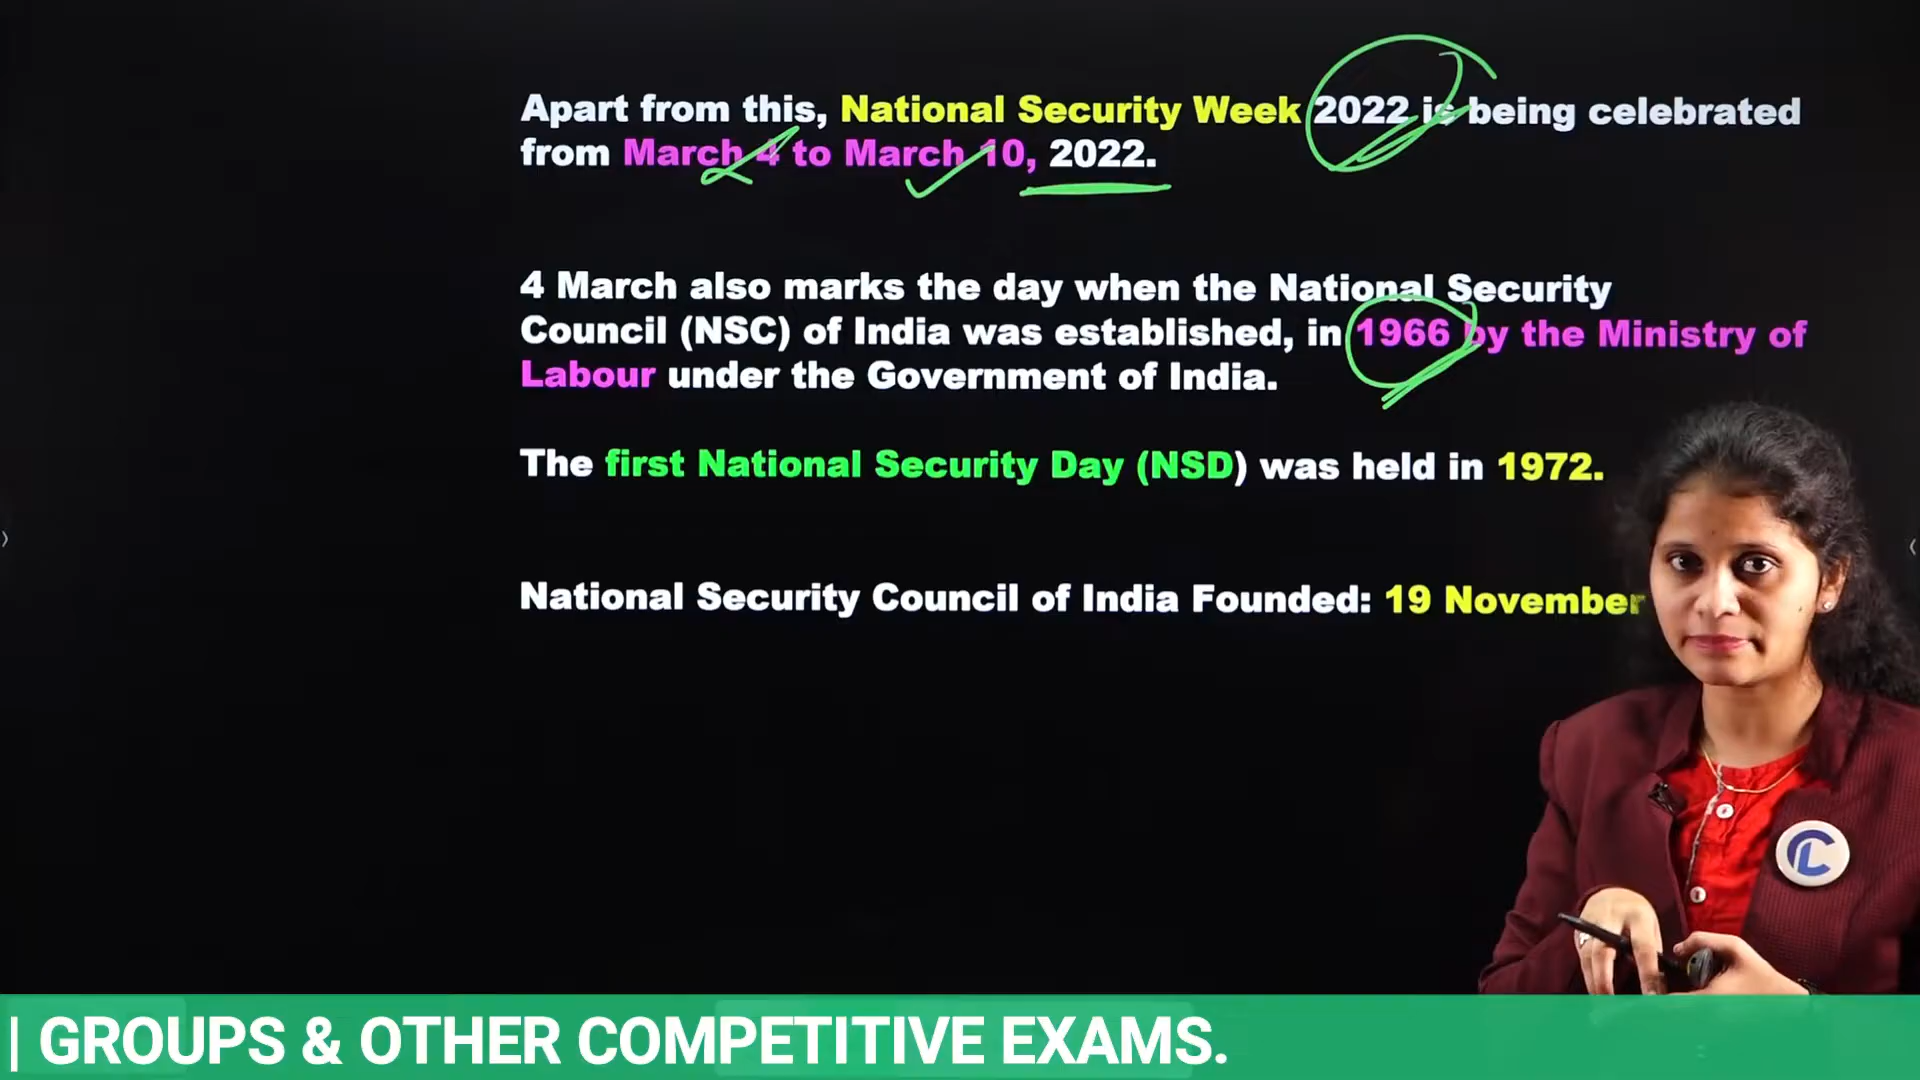 Apart from this, National Security Week 2022 is being celebrated
from March 4 to March 10, 2022.
4 March also marks the day when the National Security
Council (NSC) of India was established, in 1966 by the Ministry of
Labour under the Government of India.
The first National Security Day (NSD) was held in 1972.
National Security Council of India Founded: 19 November
| GROUPS & OTHER COMPETITIVE EXAMS.